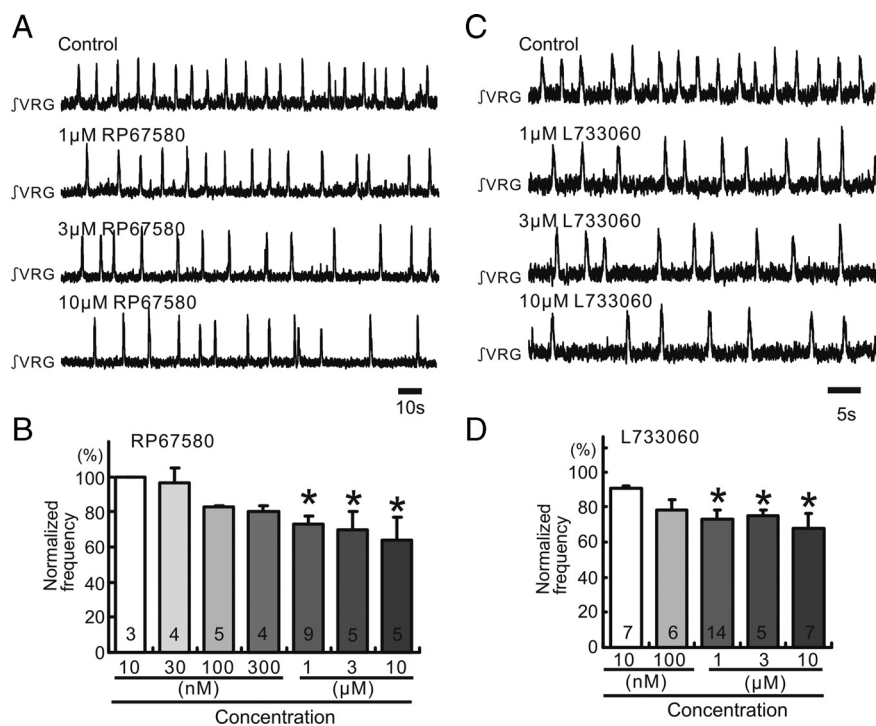 A
Control
∫VRG
1μM RP67580
∫VRG
3μM RP67580
∫VRG
10μM RP67580
∫VRG
10s
B
RP67580
(%)
100
80
60
40
20
0
Normalized
frequency
* * *
3 4 5 4 9 5 5
10 30 100 300 1 3 10
(nM) (μM)
Concentration
C
Control
∫VRG
1μM L733060
∫VRG
3μM L733060
∫VRG
10μM L733060
∫VRG
5s
D
L733060
(%)
100
80
60
40
20
0
Normalized
frequency
* * *
7 6 14 5 7
10 100 1 3 10
(nM) (μM)
Concentration